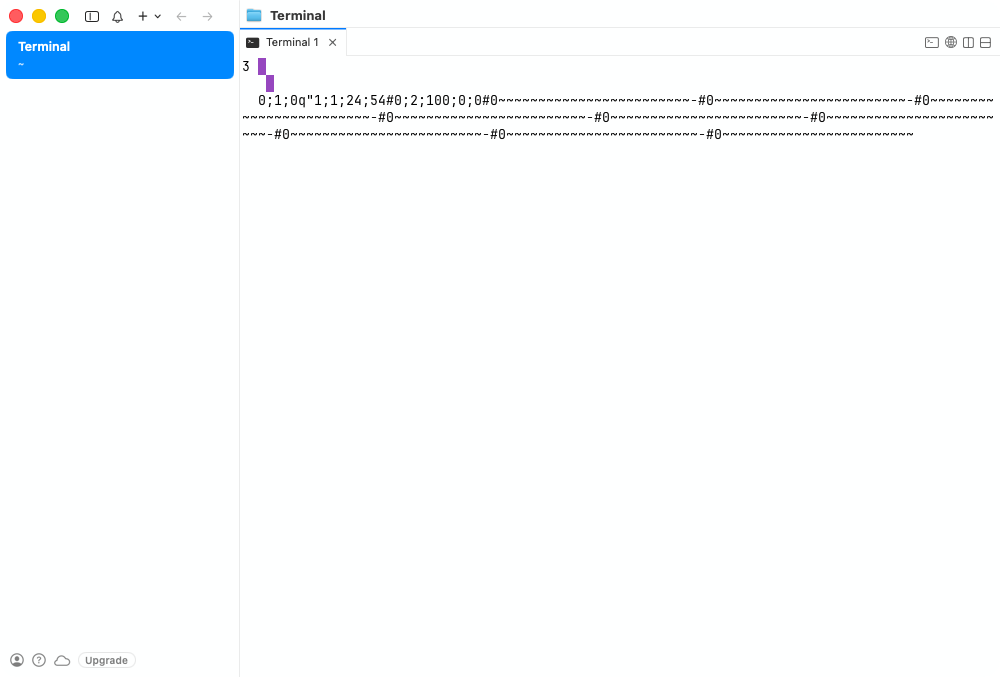 Terminal
Terminal
~
Terminal 1
3
0;1;0q"1;1;24;54#0;2;100;0;0#0~~~~~~~~~~~~~~~~~~~~~~~~-#0~~~~~~~~~~~~~~~~~~~~~~~~-#0~~~~~~~~
~~~~~~~~~~~~~~~~-#0~~~~~~~~~~~~~~~~~~~~~~~~-#0~~~~~~~~~~~~~~~~~~~~~~~~-#0~~~~~~~~~~~~~~~~~~~~~
~~~-#0~~~~~~~~~~~~~~~~~~~~~~~~-#0~~~~~~~~~~~~~~~~~~~~~~~~-#0~~~~~~~~~~~~~~~~~~~~~~~~
Upgrade